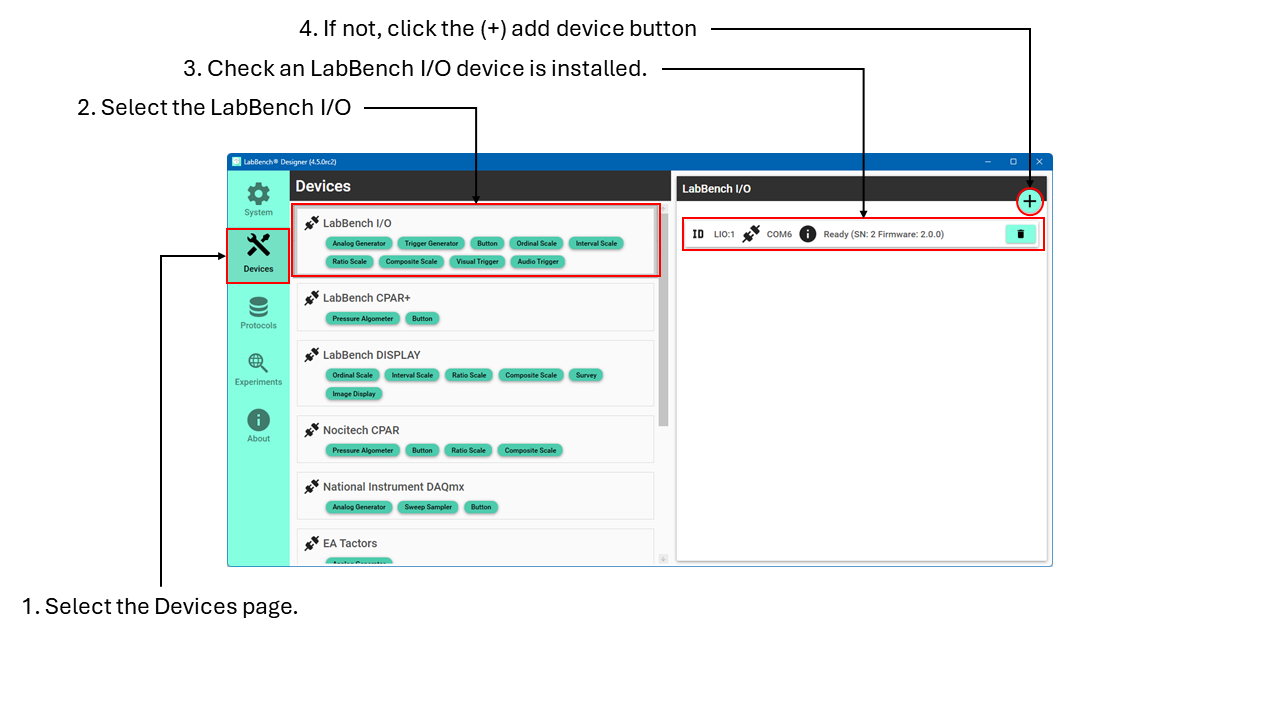 4. If not, click the (+) add device button
3. Check an LabBench I/O device is installed.
2. Select the LabBench I/O
LabBench® Designer (4.5.0rc2)
System
Devices
Protocols
Experiments
About
Devices
LabBench I/O
Analog Generator Trigger Generator Button Ordinal Scale Interval Scale
Ratio Scale Composite Scale Visual Trigger Audio Trigger
LabBench CPAR+
Pressure Algometer Button
LabBench DISPLAY
Ordinal Scale Interval Scale Ratio Scale Composite Scale Survey
Image Display
Nocitech CPAR
Pressure Algometer Button Ratio Scale Composite Scale
National Instrument DAQmx
Analog Generator Sweep Sampler Button
EA Tactors
Analog Generator
LabBench I/O
ID LIO:1 COM6 Ready (SN: 2 Firmware: 2.0.0)
1. Select the Devices page.